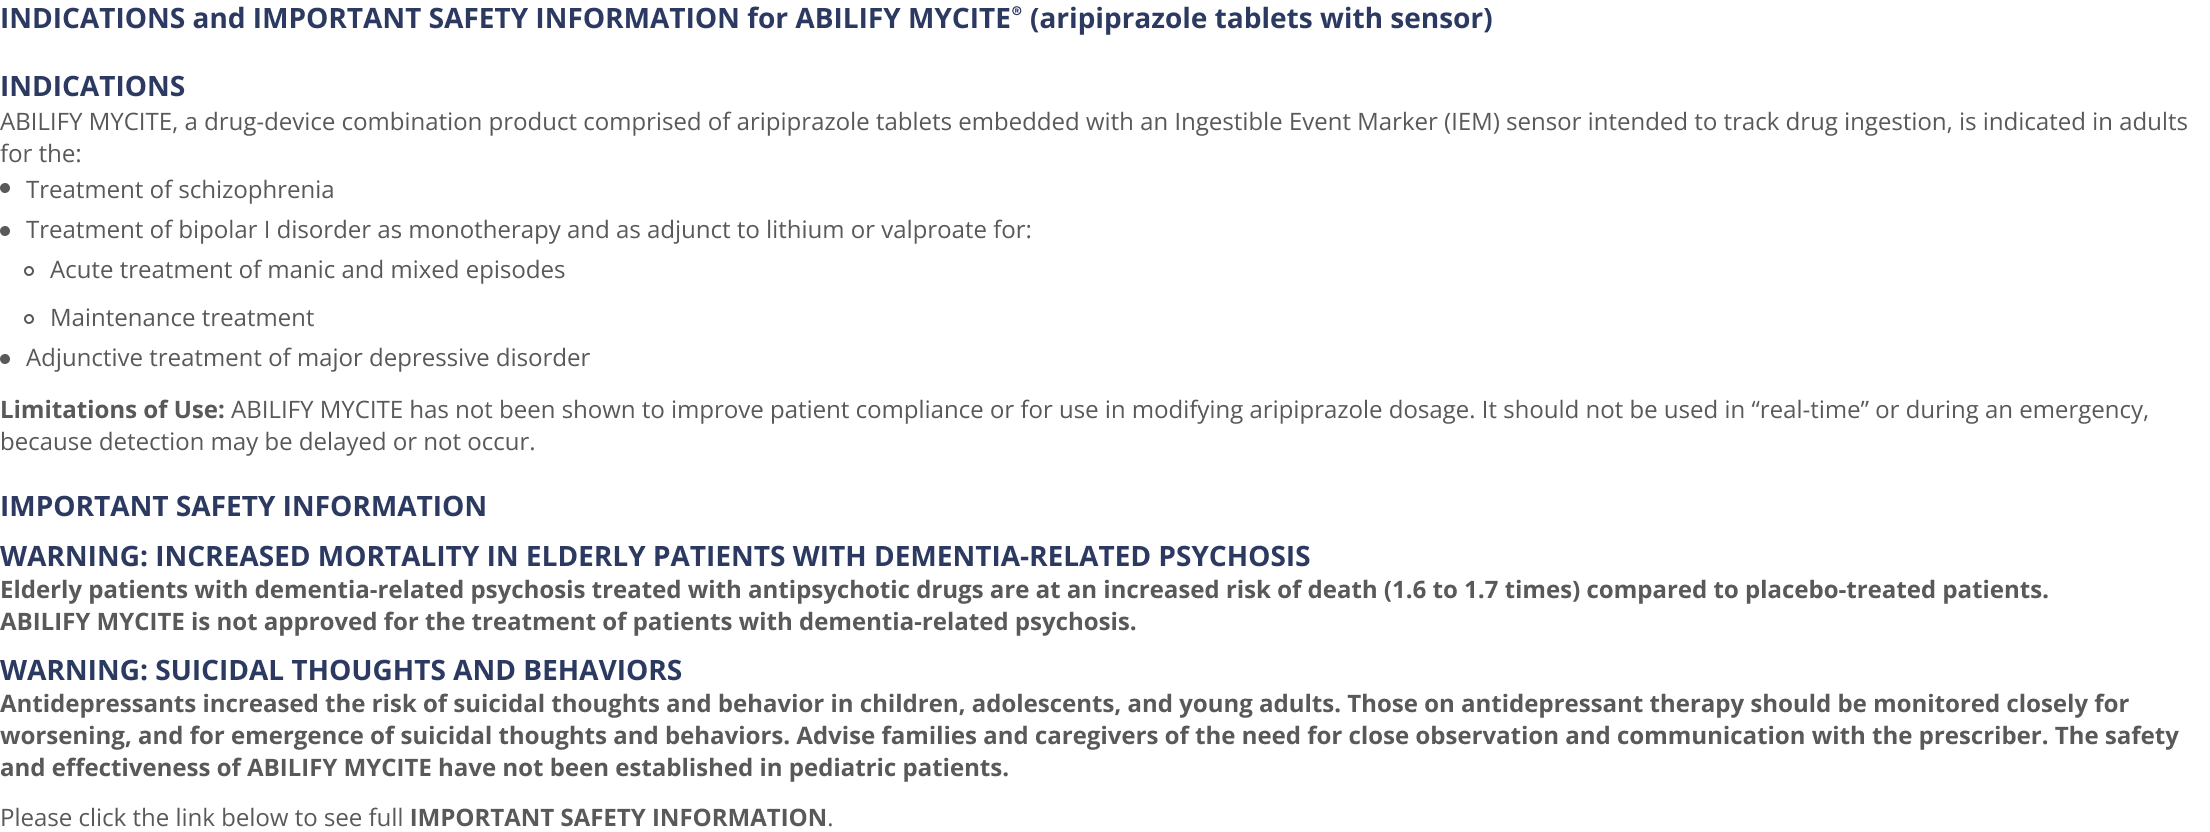 INDICATIONS and IMPORTANT SAFETY INFORMATION for ABILIFY MYCITE® (aripiprazole tablets with sensor)
INDICATIONS
ABILIFY MYCITE, a drug-device combination product comprised of aripiprazole tablets embedded with an Ingestible Event Marker (IEM) sensor intended to track drug ingestion, is indicated in adults
for the:
• Treatment of schizophrenia
• Treatment of bipolar I disorder as monotherapy and as adjunct to lithium or valproate for:
○ Acute treatment of manic and mixed episodes
○ Maintenance treatment
• Adjunctive treatment of major depressive disorder
Limitations of Use: ABILIFY MYCITE has not been shown to improve patient compliance or for use in modifying aripiprazole dosage. It should not be used in “real-time” or during an emergency,
because detection may be delayed or not occur.
IMPORTANT SAFETY INFORMATION
WARNING: INCREASED MORTALITY IN ELDERLY PATIENTS WITH DEMENTIA-RELATED PSYCHOSIS
Elderly patients with dementia-related psychosis treated with antipsychotic drugs are at an increased risk of death (1.6 to 1.7 times) compared to placebo-treated patients.
ABILIFY MYCITE is not approved for the treatment of patients with dementia-related psychosis.
WARNING: SUICIDAL THOUGHTS AND BEHAVIORS
Antidepressants increased the risk of suicidal thoughts and behavior in children, adolescents, and young adults. Those on antidepressant therapy should be monitored closely for
worsening, and for emergence of suicidal thoughts and behaviors. Advise families and caregivers of the need for close observation and communication with the prescriber. The safety
and effectiveness of ABILIFY MYCITE have not been established in pediatric patients.
Please click the link below to see full IMPORTANT SAFETY INFORMATION.